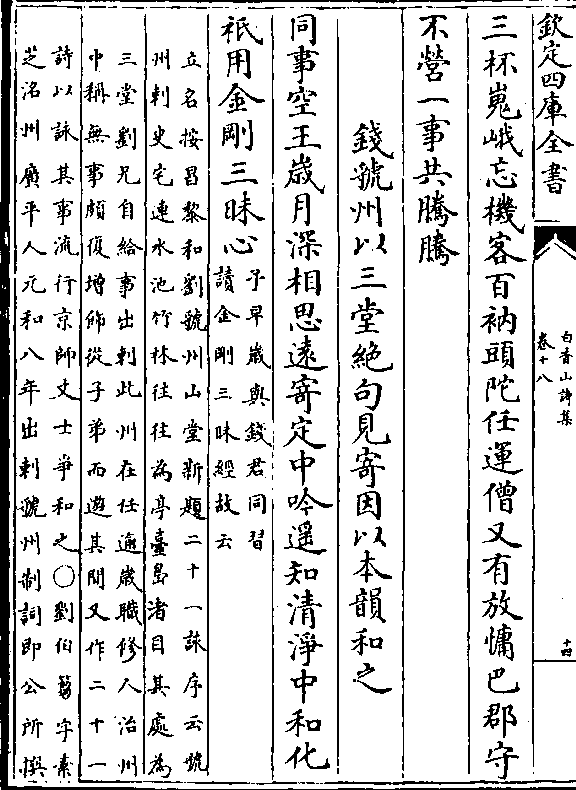 欽定四庫全書
白香山詩集
卷十八
十四
三杯嵬峨忘機客百衲頭陀任運僧又有放慵巴郡守
不營一事共騰騰
錢虢州以三堂絶句見寄因以本韻和之
同事空王歲月深相思遠寄定中吟遥知清淨中和化
祇用金剛三昧心
予早歲與錢君同習
讀金剛三昧經故云
立名按昌黎和劉虢州山堂新題二十一詠序云虢
州刺史宅連水池竹林往往為亭臺島渚目其處為
三堂劉兄自給事出刺此州在任逾歲職修人治州
中稱無事頗復增飾從子弟而遊其間又作二十一
詩以詠其事流行京師文士爭和之〇劉伯芻字素
芝洺州廣平人元和八年出刺虢州制詞即公所撰